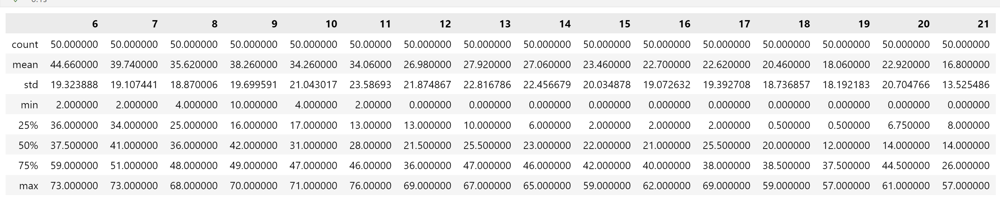 6 7 8 9 10 11 12 13 14 15 16 17 18 19 20 21
count 50.000000 50.000000 50.000000 50.000000 50.000000 50.00000 50.000000 50.000000 50.000000 50.000000 50.000000 50.000000 50.000000 50.000000 50.000000 50.000000
mean 44.660000 39.740000 35.620000 38.260000 34.260000 34.06000 26.980000 27.920000 27.060000 23.460000 22.700000 22.620000 20.460000 18.060000 22.920000 16.800000
std 19.323888 19.107441 18.870006 19.699591 21.043017 23.58693 21.874867 22.816786 22.456679 20.034878 19.072632 19.392708 18.736857 18.192183 20.704766 13.525486
min 2.000000 2.000000 4.000000 10.000000 4.000000 2.00000 0.000000 0.000000 0.000000 0.000000 0.000000 0.000000 0.000000 0.000000 0.000000 0.000000
25% 36.000000 34.000000 25.000000 16.000000 17.000000 13.00000 13.000000 10.000000 6.000000 2.000000 2.000000 2.000000 0.500000 0.500000 6.750000 8.000000
50% 37.500000 41.000000 36.000000 42.000000 31.000000 28.00000 21.500000 25.500000 23.000000 22.000000 21.000000 25.500000 20.000000 12.000000 14.000000 14.000000
75% 59.000000 51.000000 48.000000 49.000000 47.000000 46.00000 36.000000 47.000000 46.000000 42.000000 40.000000 38.000000 38.500000 37.500000 44.500000 26.000000
max 73.000000 73.000000 68.000000 70.000000 71.000000 76.00000 69.000000 67.000000 65.000000 59.000000 62.000000 69.000000 59.000000 57.000000 61.000000 57.000000